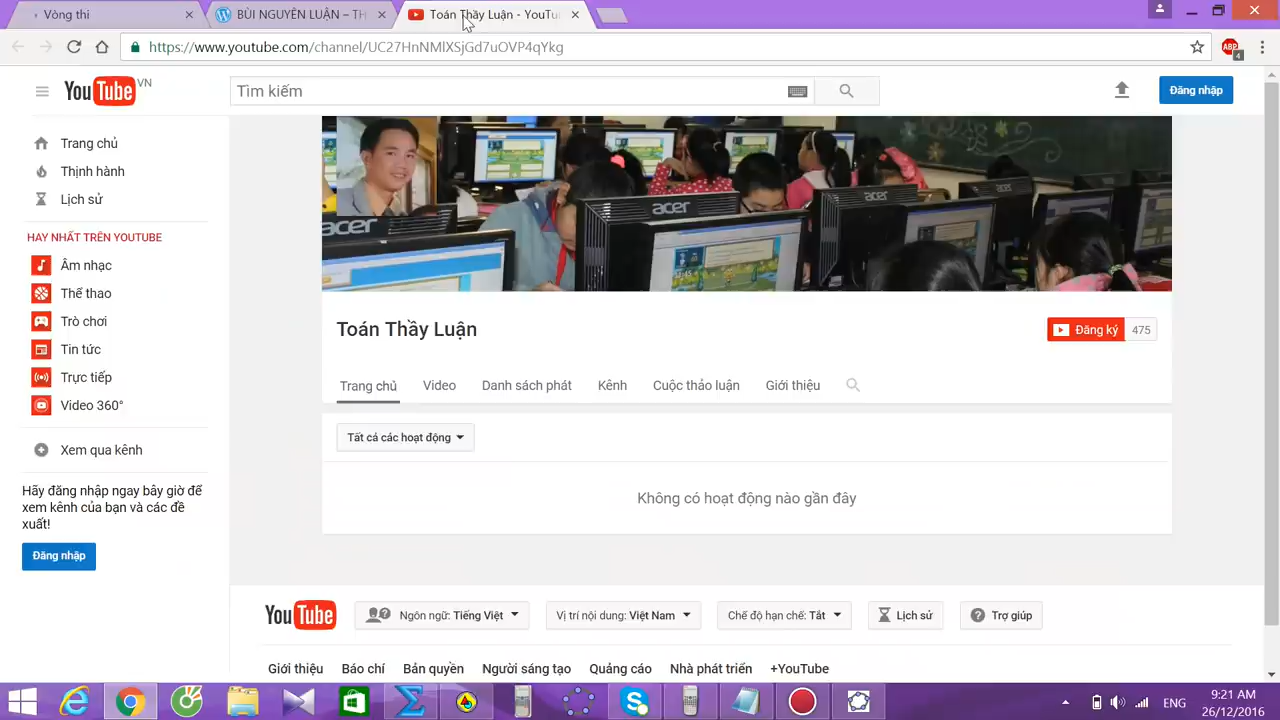 Vòng thi
BÙI NGUYÊN LUẬN – TH
Toán Thầy Luận - YouTu
https://www.youtube.com/channel/UC27HnNMlXSjGd7uOVP4qYkg
ABP
4
YouTube VN
Tìm kiếm
Đăng nhập
Trang chủ
Thịnh hành
Lịch sử
HAY NHẤT TRÊN YOUTUBE
Âm nhạc
Thể thao
Trò chơi
Tin tức
Trực tiếp
Video 360°
Xem qua kênh
Hãy đăng nhập ngay bây giờ để
xem kênh của bạn và các đề
xuất!
Đăng nhập
acer
acer
acer
Toán Thầy Luận
Đăng ký 475
Trang chủ Video Danh sách phát Kênh Cuộc thảo luận Giới thiệu
Tất cả các hoạt động
Không có hoạt động nào gần đây
YouTube Ngôn ngữ: Tiếng Việt Vị trí nội dung: Việt Nam Chế độ hạn chế: Tắt Lịch sử Trợ giúp
Giới thiệu Báo chí Bản quyền Người sáng tạo Quảng cáo Nhà phát triển +YouTube
ENG
9:21 AM
26/12/2016